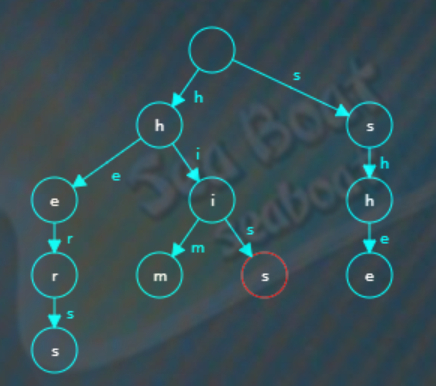 s
h
h s
i h
e
e i h
r m s e
r m s e
s
s
Sea Boat
Seaboat